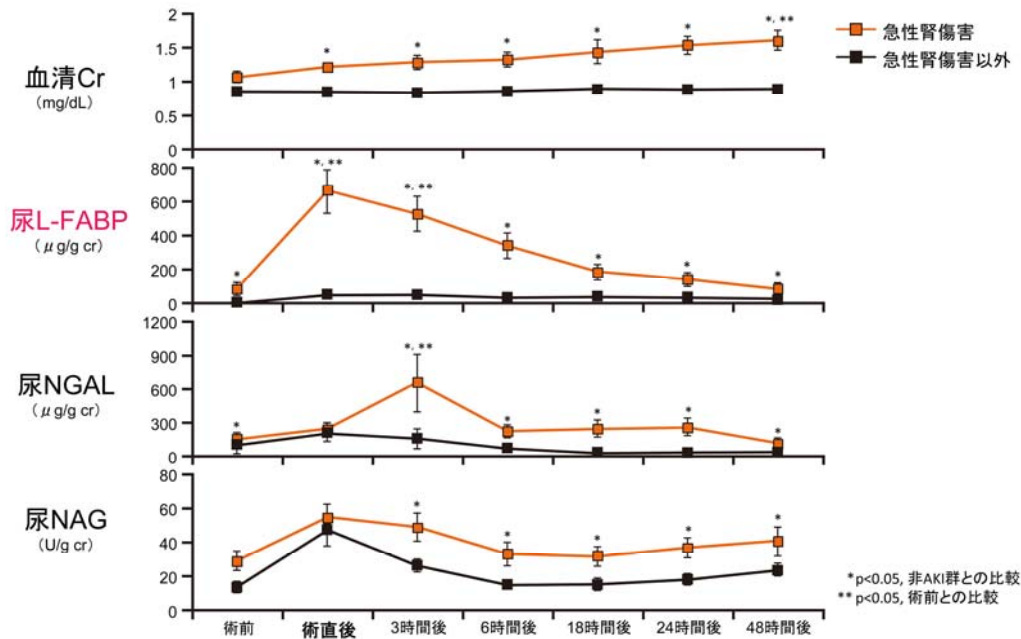 2
1.5
1
0.5
0
血清Cr
(mg/dL)
* * * * * *, **
急性腎傷害
急性腎傷害以外
800
600
400
200
0
尿L-FABP
(μg/g cr)
* *, ** *, ** * * * *
1200
900
600
300
0
尿NGAL
(μg/g cr)
* *, ** * * * *
80
60
40
20
0
尿NAG
(U/g cr)
* * * * *
術前 術直後 3時間後 6時間後 18時間後 24時間後 48時間後
*p<0.05, 非AKI群との比較
**p<0.05, 術前との比較